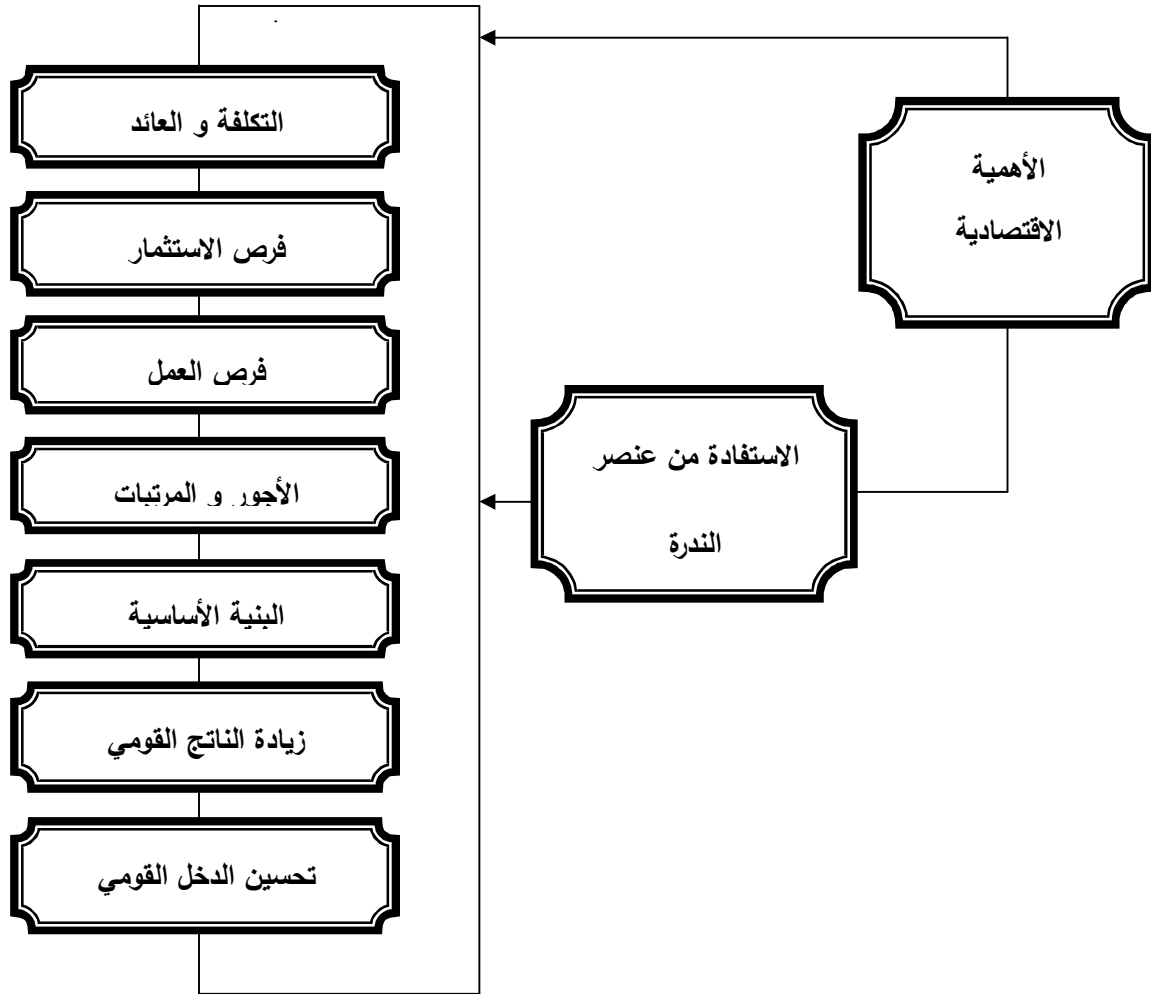 الأهمية
الاقتصادية
الاستفادة من عنصر
الندرة
التكلفة و العائد
فرص الاستثمار
فرص العمل
الأجور و المرتبات
البنية الأساسية
زيادة الناتج القومي
تحسين الدخل القومي